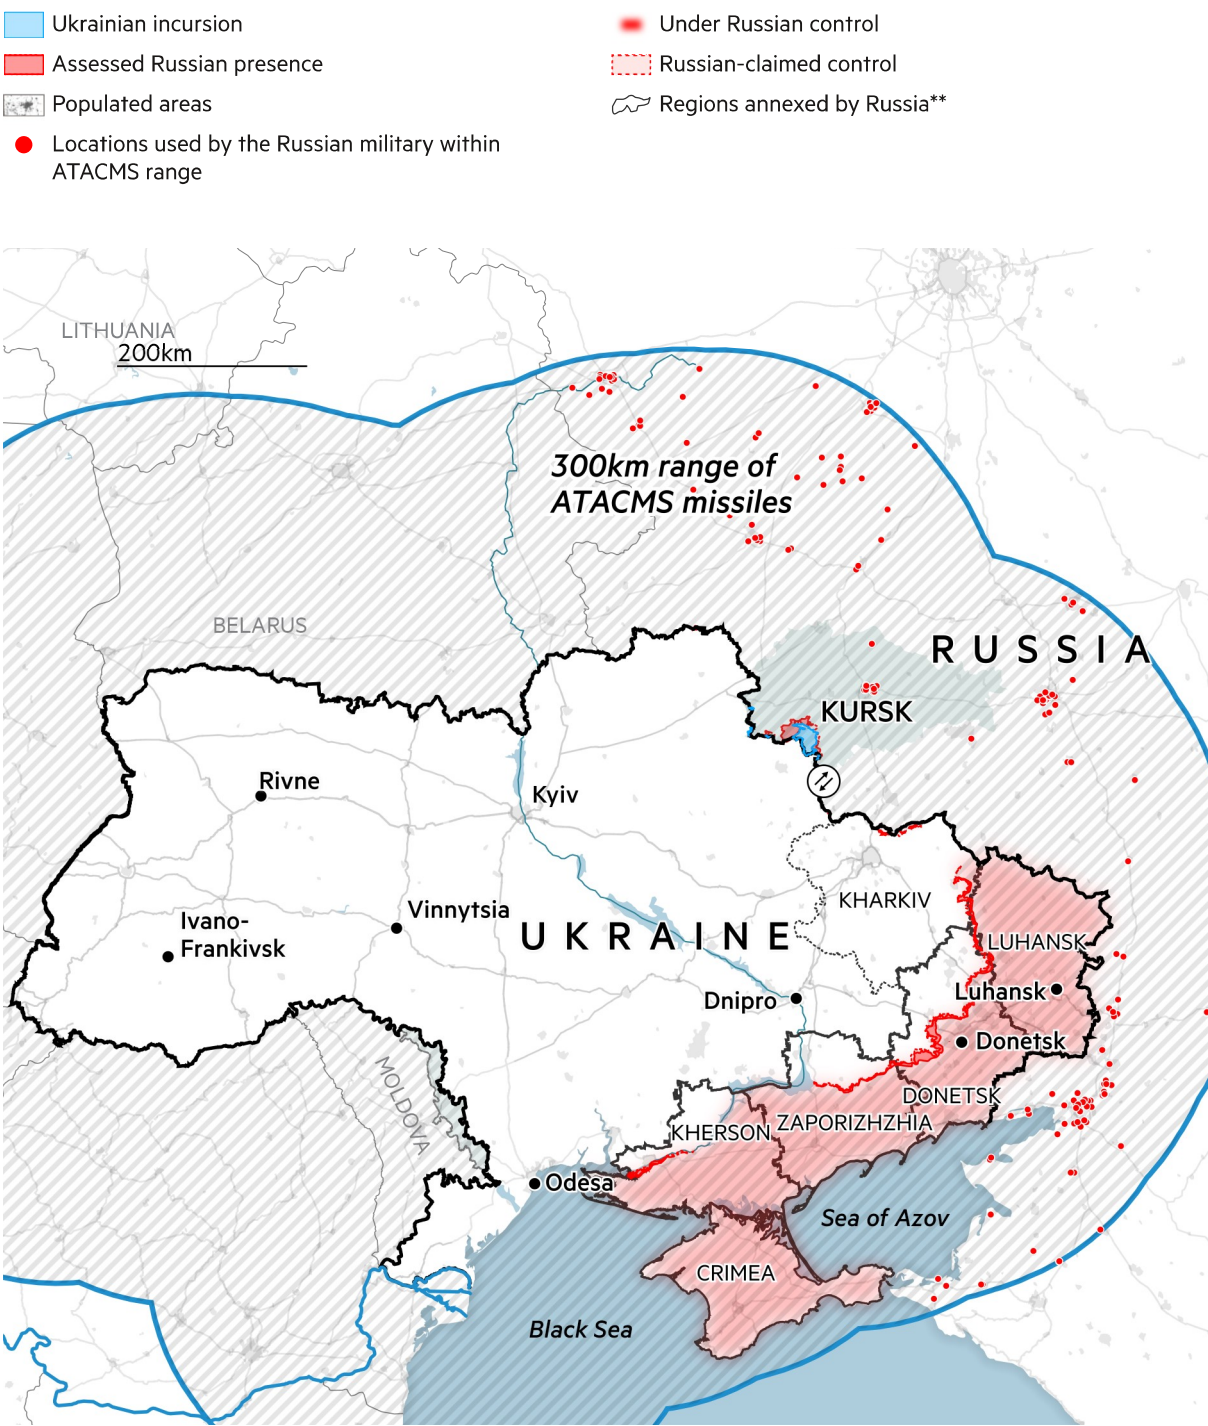 Ukrainian incursion
Assessed Russian presence
Populated areas
Locations used by the Russian military within
ATACMS range
Under Russian control
Russian-claimed control
Regions annexed by Russia**
LITHUANIA
200km
300km range of
ATACMS missiles
BELARUS
RUSSIA
KURSK
Rivne
Kyiv
KHARKIV
Ivano-
Frankivsk
Vinnytsia
UKRAINE
LUHANSK
Luhansk
Dnipro
Donetsk
MOLDOVA
DONETSK
ZAPORIZHZHIA
KHERSON
Odesa
Sea of Azov
CRIMEA
Black Sea